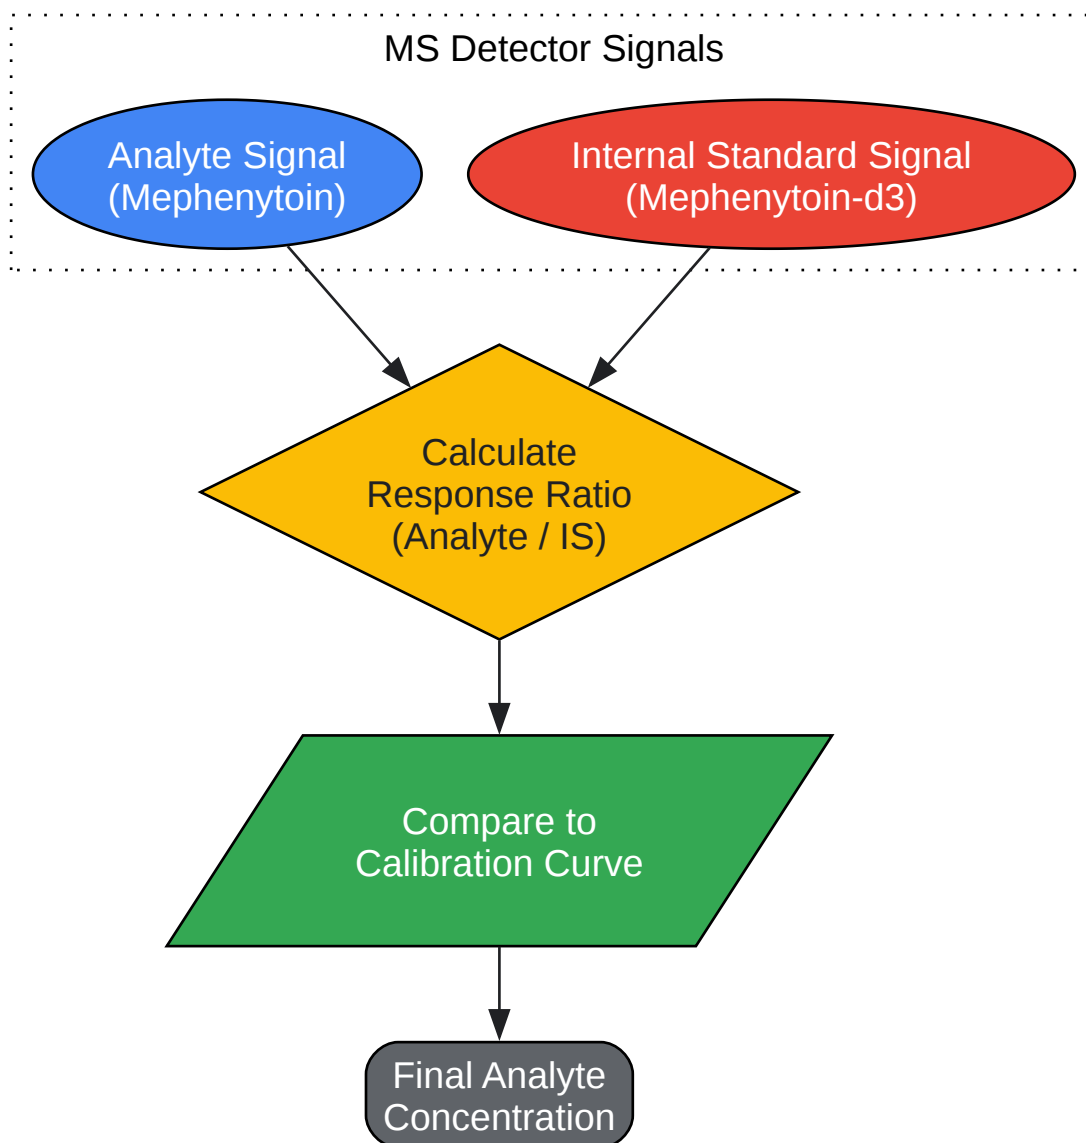 MS Detector Signals
Analyte Signal
(Mephenytoin)
Internal Standard Signal
(Mephenytoin-d3)
Calculate
Response Ratio
(Analyte / IS)
Compare to
Calibration Curve
Final Analyte
Concentration